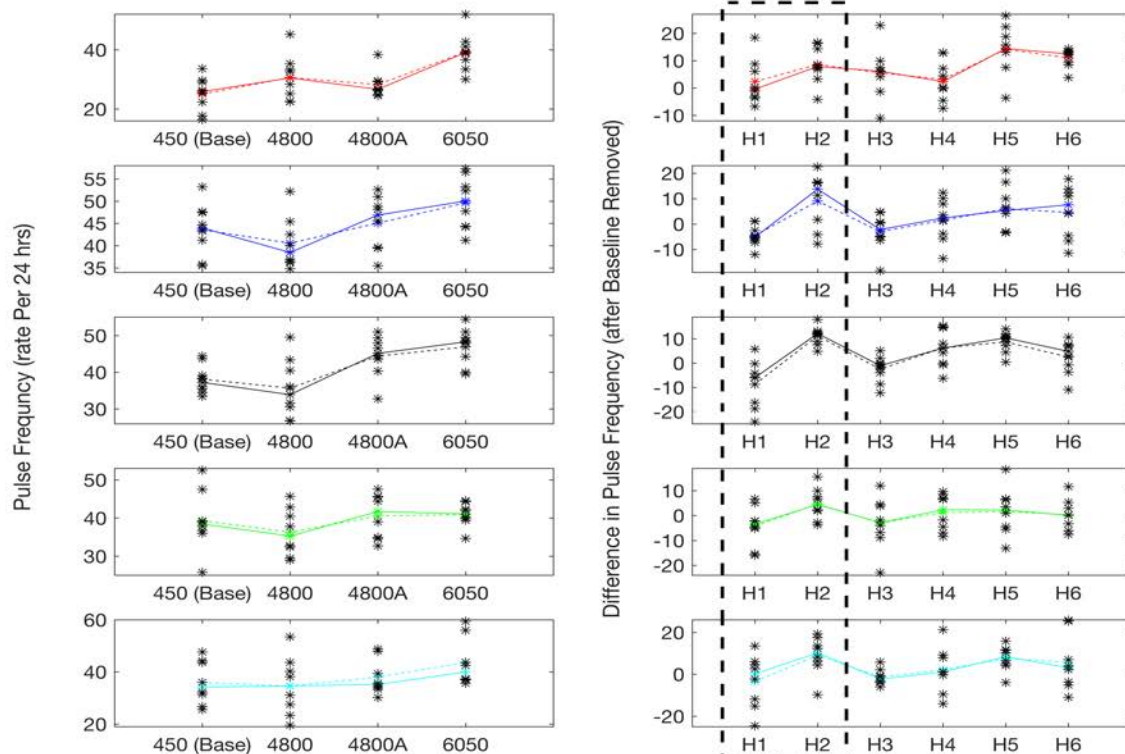 Pulse Frequncy (rate Per 24 hrs)
40
20
450 (Base) 4800 4800A 6050
55
50
45
40
35
450 (Base) 4800 4800A 6050
50
40
30
450 (Base) 4800 4800A 6050
50
40
30
450 (Base) 4800 4800A 6050
60
40
20
450 (Base) 4800 4800A 6050
Difference in Pulse Frequency (after Baseline Removed)
20
10
0
-10
H1 H2 H3 H4 H5 H6
20
10
0
-10
H1 H2 H3 H4 H5 H6
10
0
-10
-20
H1 H2 H3 H4 H5 H6
10
0
-10
-20
H1 H2 H3 H4 H5 H6
20
0
-20
H1 H2 H3 H4 H5 H6